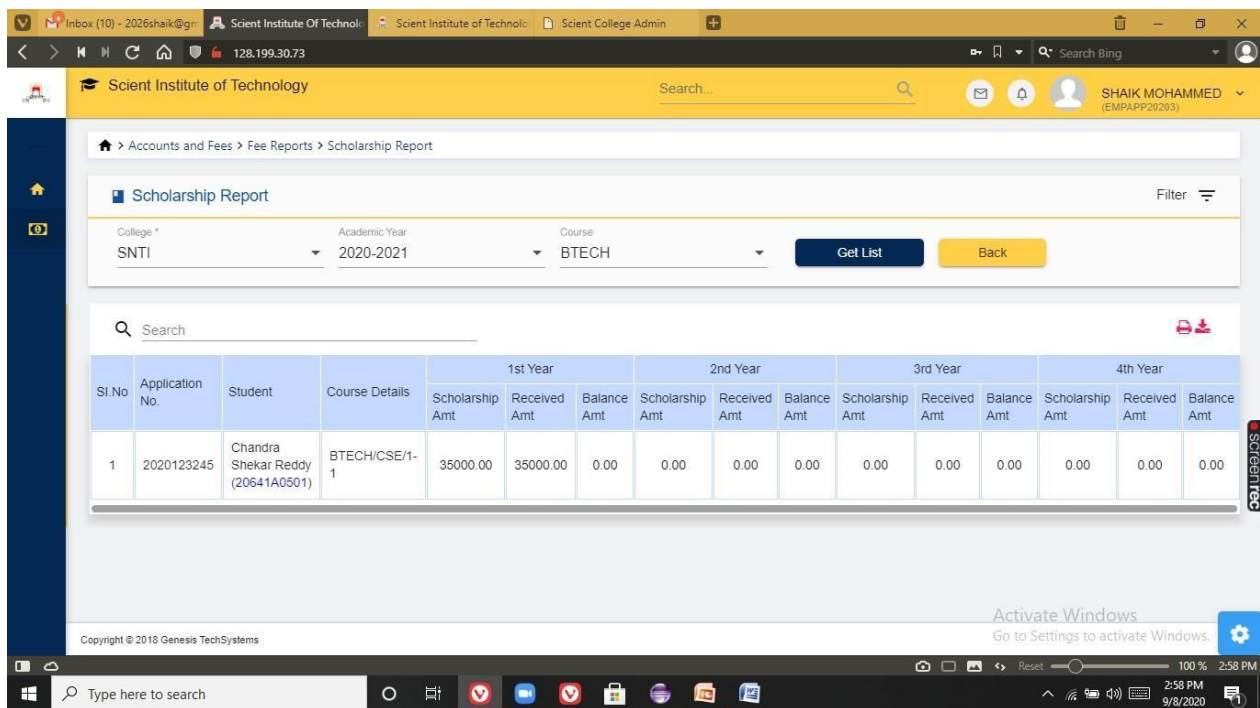 Inbox (10) - 2026shaik@gm
Scient Institute Of Technolo
Scient Institute of Technolo
Scient College Admin
128.199.30.73
Search Bing
Scient Institute of Technology
Search...
SHAIK MOHAMMED
(EMPAPP20203)
> Accounts and Fees > Fee Reports > Scholarship Report
Scholarship Report
Filter
College *
Academic Year
Course
SNTI
2020-2021
BTECH
Get List
Back
Search
Sl.No
Application
No.
Student
Course Details
1st Year
2nd Year
3rd Year
4th Year
Scholarship
Amt
Received
Amt
Balance
Amt
Scholarship
Amt
Received
Amt
Balance
Amt
Scholarship
Amt
Received
Amt
Balance
Amt
Scholarship
Amt
Received
Amt
Balance
Amt
1
2020123245
Chandra
Shekar Reddy
(20641A0501)
BTECH/CSE/1-
1
35000.00
35000.00
0.00
0.00
0.00
0.00
0.00
0.00
0.00
0.00
0.00
0.00
screenrec
Activate Windows
Go to Settings to activate Windows.
Copyright © 2018 Genesis TechSystems
Reset
100 %
2:58 PM
Type here to search
2:58 PM
9/8/2020
1